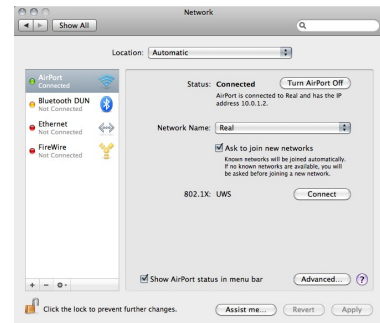 Network
Show All
Location: Automatic
AirPort
Connected
Bluetooth DUN
Not Connected
Ethernet
Not Connected
FireWire
Not Connected
Status: Connected
Turn AirPort Off
AirPort is connected to Real and has the IP
address 10.0.1.2.
Network Name: Real
Ask to join new networks
Known networks will be joined automatically.
If no known networks are available, you will
be asked before joining a new network.
802.1X: UWS
Connect
Show AirPort status in menu bar
Advanced...
?
Click the lock to prevent further changes.
Assist me...
Revert
Apply